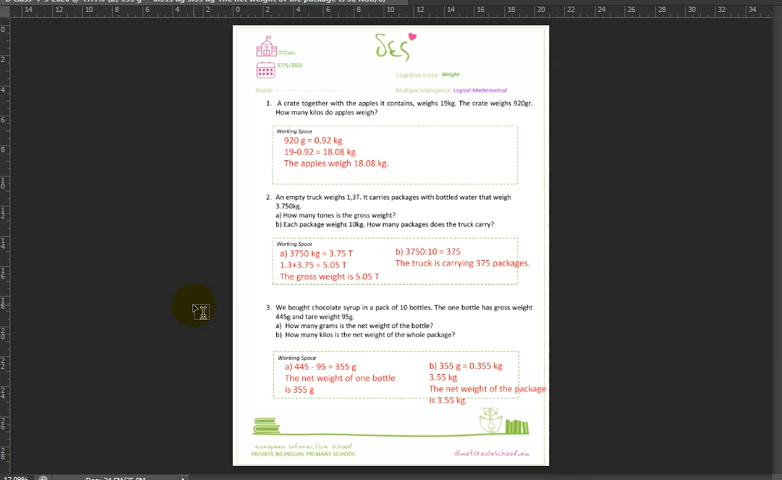 D'Class
07/5/2020
Cognitive scope: Weight
Name:
Multiple Intelligence: Logical-Mathematical
1. A crate together with the apples it contains, weighs 19kg. The crate weighs 920gr.
How many kilos do apples weigh?
Working Space
920 g = 0.92 kg
19-0.92 = 18.08 kg
The apples weigh 18.08 kg.
2. An empty truck weighs 1,3T. It carries packages with bottled water that weigh
3.750kg.
a) How many tones is the gross weight?
b) Each package weighs 10kg. How many packages does the truck carry?
Working Space
a) 3750 kg = 3.75 T
1.3+3.75 = 5.05 T
The gross weight is 5.05 T
b) 3750:10 = 375
The truck is carrying 375 packages.
3. We bought chocolate syrup in a pack of 10 bottles. The one bottle has gross weight
445g and tare weight 95g.
a) How many grams is the net weight of the bottle?
b) How many kilos is the net weight of the whole package?
Working Space
a) 445 - 95 = 355 g
The net weight of one bottle
is 355 g
b) 355 g = 0.355 kg
3.55 kg
The net weight of the package
is 3.55 kg.
european interactive school
PRIVATE BILINGUAL PRIMARY SCHOOL